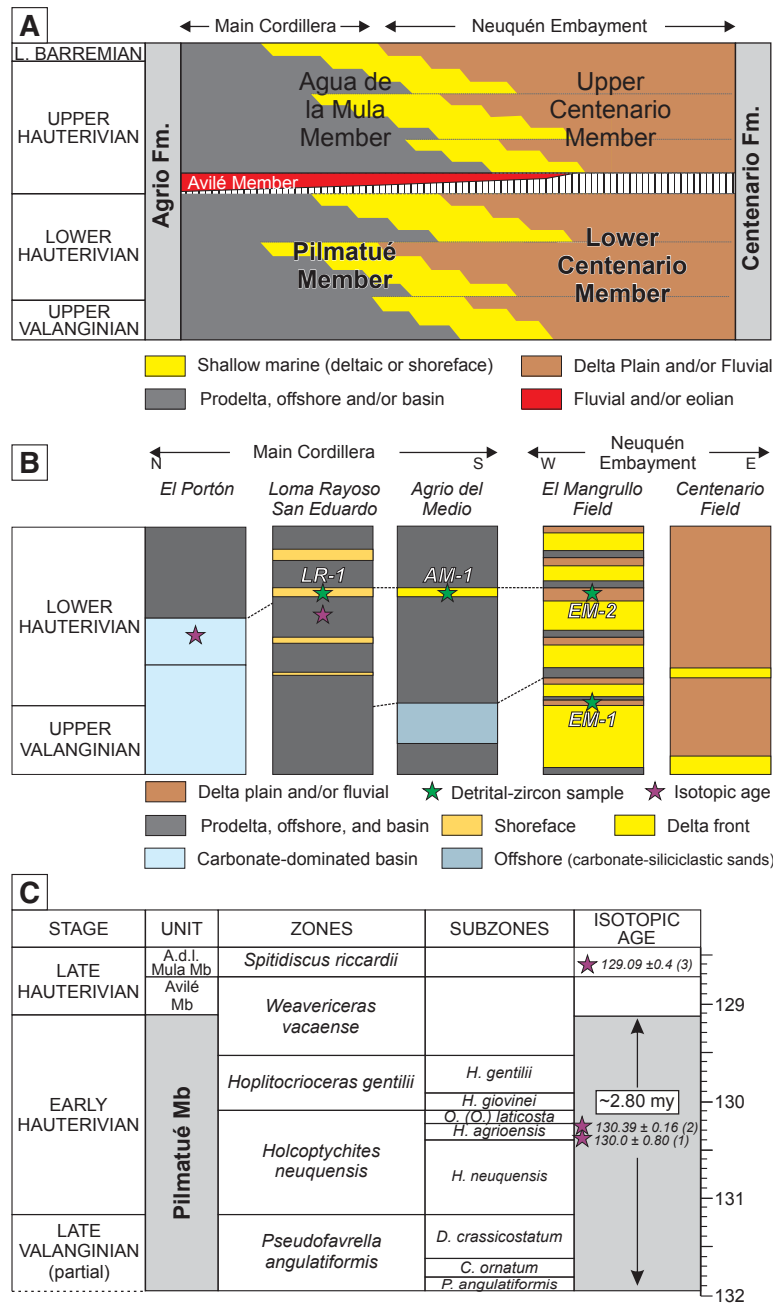 A
Main Cordillera
Neuquén Embayment
L. BARREMIAN
UPPER
HAUTERIVIAN
LOWER
HAUTERIVIAN
UPPER
VALANGINIAN
Agrio Fm.
Agua de
la Mula
Member
Upper
Centenario
Member
Avilé Member
Pilmatué
Member
Lower
Centenario
Member
Centenario Fm.
Shallow marine (deltaic or shoreface)
Delta Plain and/or Fluvial
Prodelta, offshore and/or basin
Fluvial and/or eolian
B
N
Main Cordillera
S
W
Neuquén
Embayment
E
El Portón
Loma Rayoso
San Eduardo
Agrio del
Medio
El Mangrullo
Field
Centenario
Field
LOWER
HAUTERIVIAN
UPPER
VALANGINIAN
LR-1
AM-1
EM-2
EM-1
Delta plain and/or fluvial
Detrital-zircon sample
Isotopic age
Prodelta, offshore, and basin
Shoreface
Delta front
Carbonate-dominated basin
Offshore (carbonate-siliciclastic sands)
C
STAGE
UNIT
ZONES
SUBZONES
ISOTOPIC
AGE
LATE
HAUTERIVIAN
A.d.l.
Mula Mb
Spitidiscus riccardii
129.09 ±0.4 (3)
Avilé
Mb
Weavericeras
vacaense
129
EARLY
HAUTERIVIAN
Pilmatué Mb
Hoplitocrioceras gentilii
H. gentilii
H. giovinei
~2.80 my
130
Holcoptychites
neuquensis
O. (O.) laticosta
H. agrioensis
H. neuquensis
130.39 ± 0.16 (2)
130.0 ± 0.80 (1)
131
LATE
VALANGINIAN
(partial)
Pseudofavrella
angulatiformis
D. crassicostatum
C. ornatum
P. angulatiformis
132